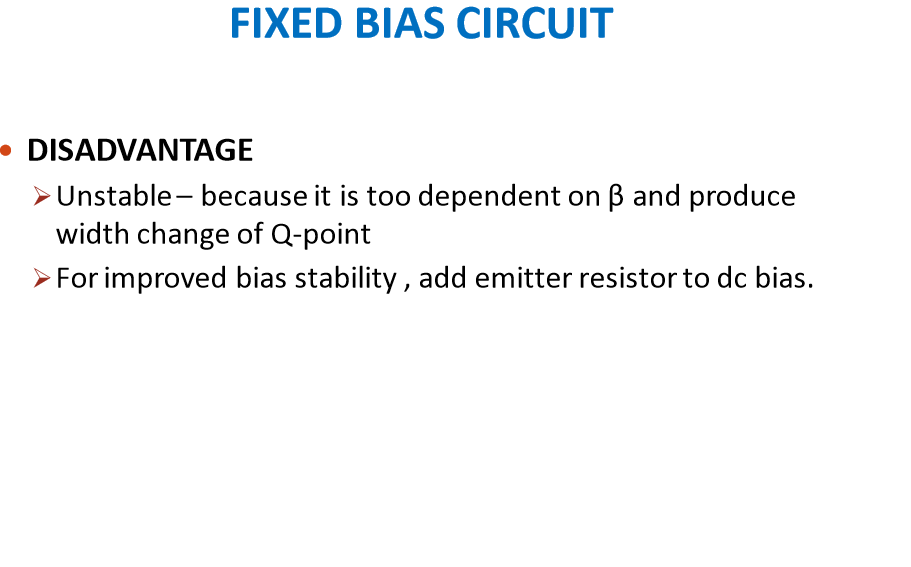 FIXED BIAS CIRCUIT
• DISADVANTAGE
➢Unstable – because it is too dependent on β and produce
width change of Q-point
➢For improved bias stability , add emitter resistor to dc bias.